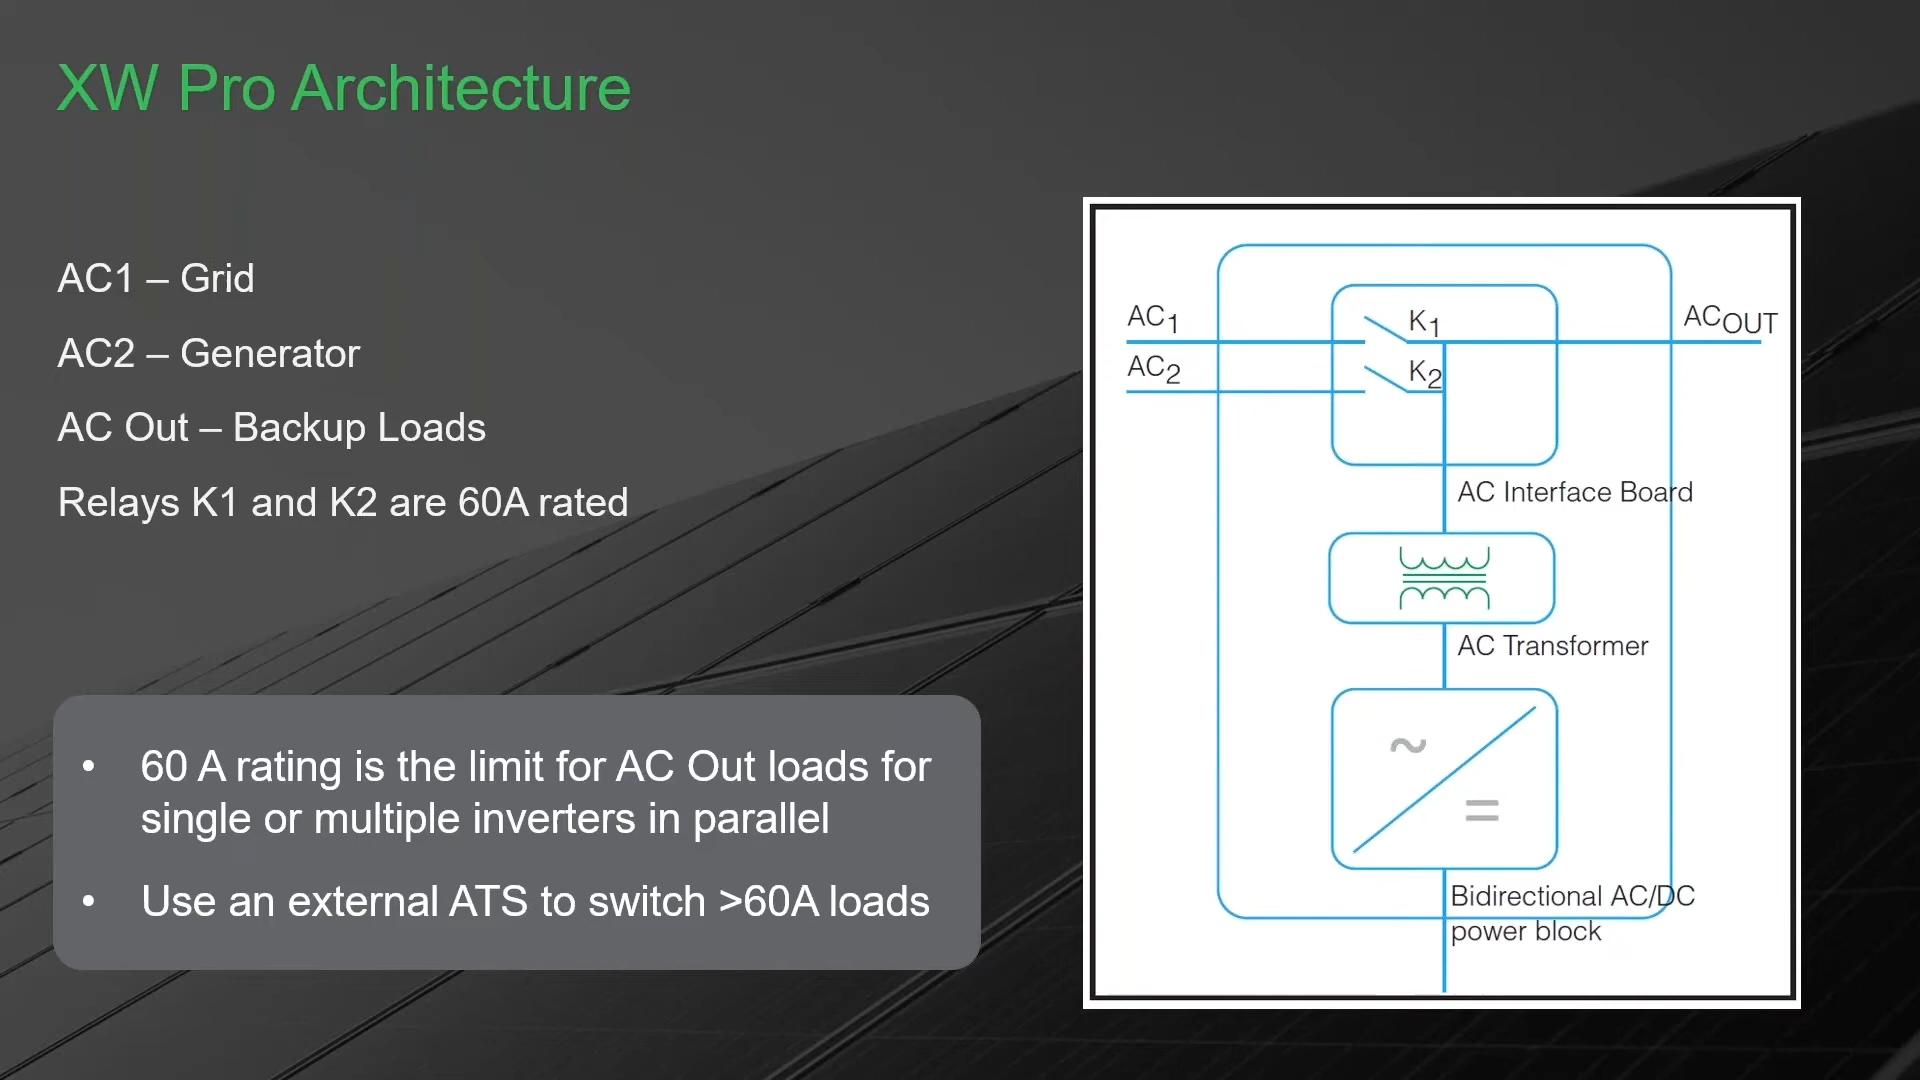 XW Pro Architecture
AC1 – Grid
AC2 – Generator
AC Out – Backup Loads
Relays K1 and K2 are 60A rated
• 60 A rating is the limit for AC Out loads for
single or multiple inverters in parallel
• Use an external ATS to switch >60A loads
AC1
K1
ACOUT
AC2
K2
AC Interface Board
AC Transformer
~
=
Bidirectional AC/DC
power block